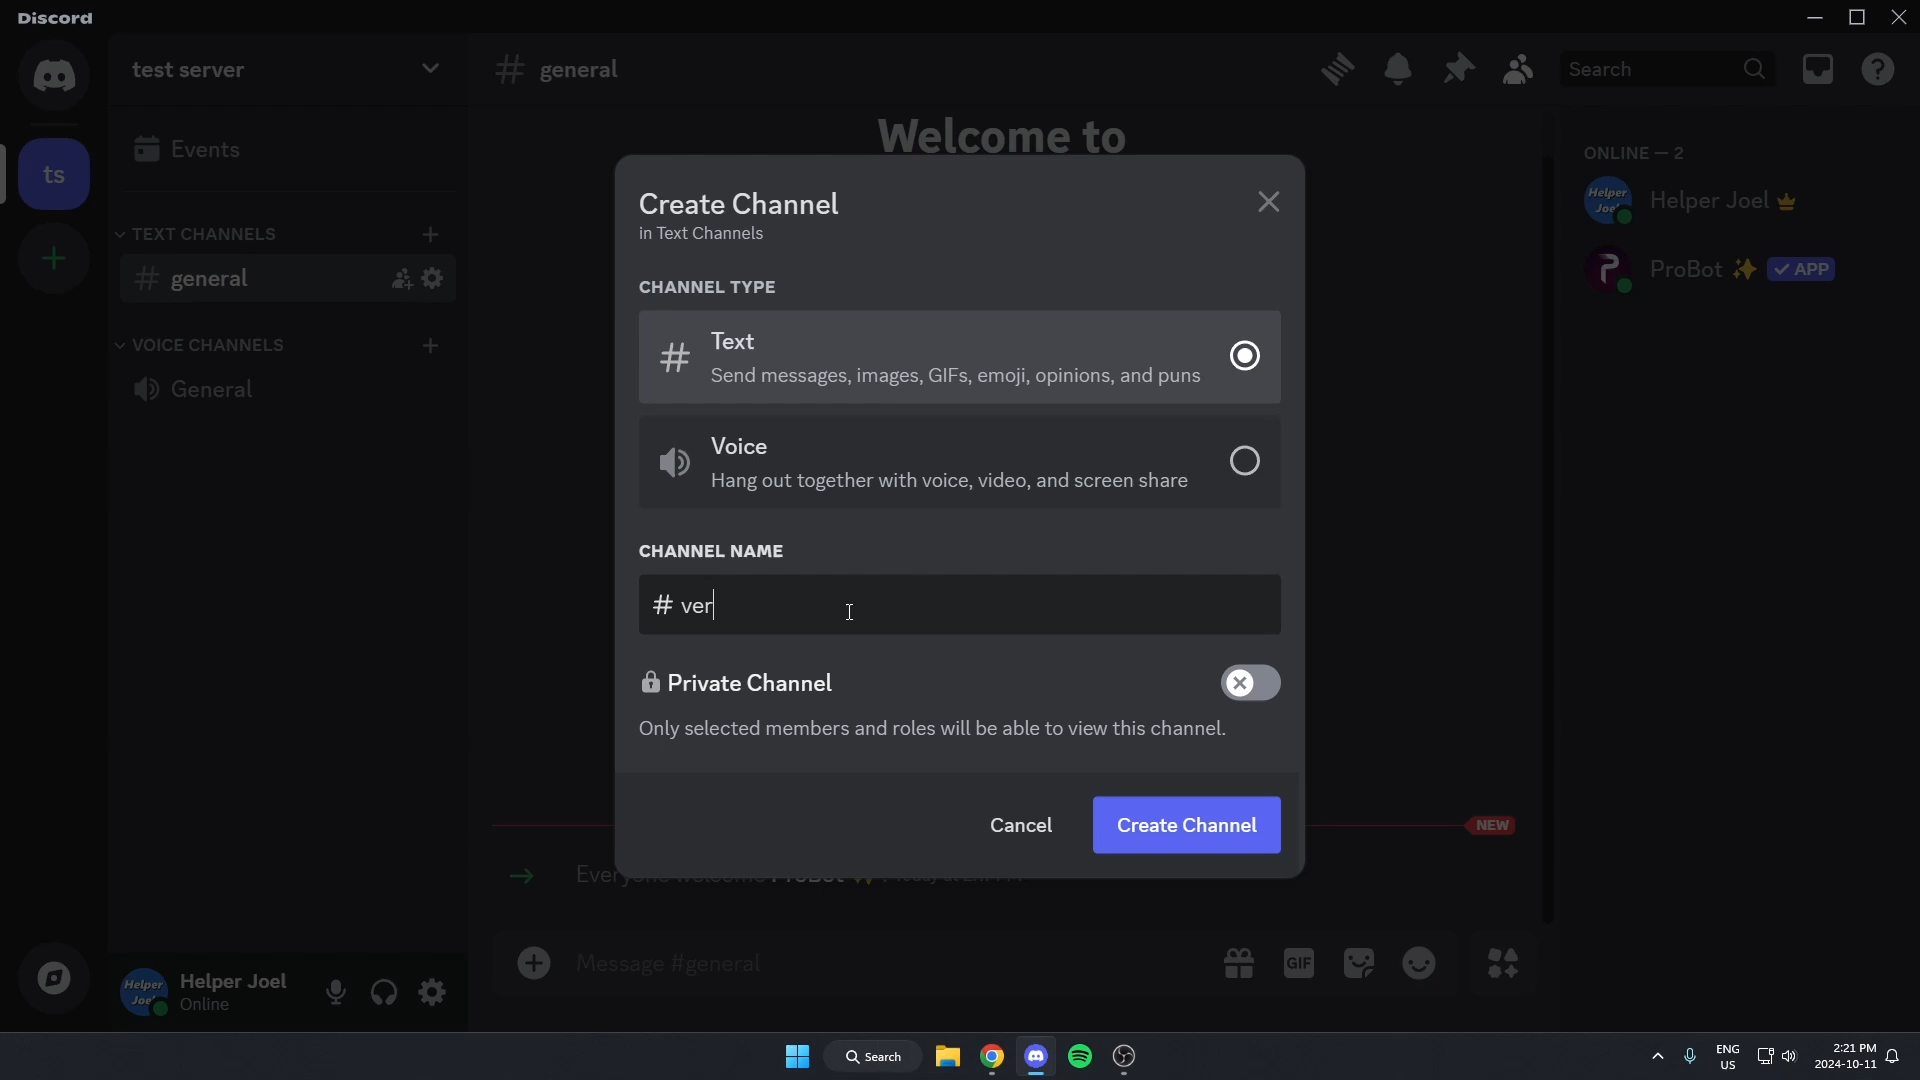 Discord
test server
# general
Search
Events
ts
TEXT CHANNELS
# general
VOICE CHANNELS
General
Welcome to
Create Channel
in Text Channels
CHANNEL TYPE
# Text
Send messages, images, GIFs, emoji, opinions, and puns
Voice
Hang out together with voice, video, and screen share
CHANNEL NAME
# ver
Private Channel
Only selected members and roles will be able to view this channel.
Cancel
Create Channel
ONLINE — 2
Helper Joel
Helper Joel
ProBot ✨ ✓ APP
NEW
Message #general
GIF
Helper
Helper Joel
Online
Search
ENG
US
2:21 PM
2024-10-11